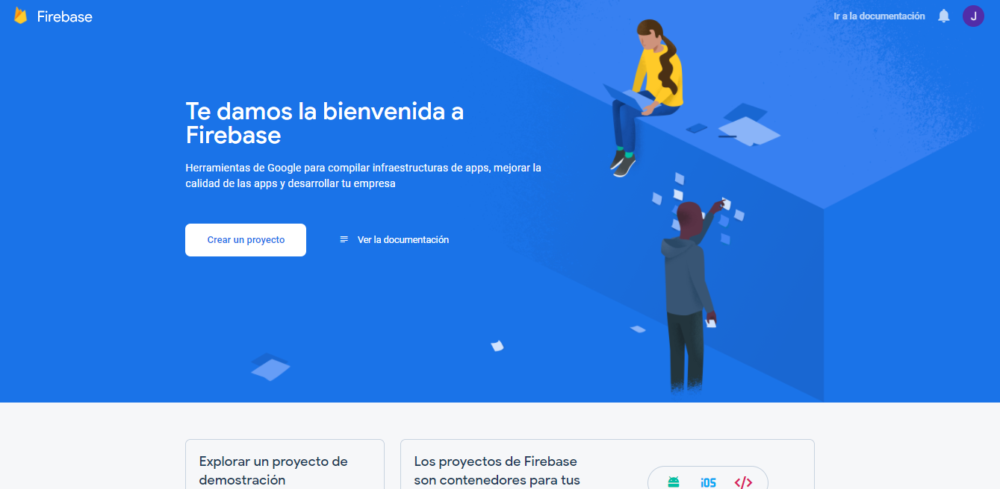 Firebase
Ir a la documentación
J
Te damos la bienvenida a
Firebase
Herramientas de Google para compilar infraestructuras de apps, mejorar la
calidad de las apps y desarrollar tu empresa
Crear un proyecto
Ver la documentación
Explorar un proyecto de
demostración
Los proyectos de Firebase
son contenedores para tus
iOS